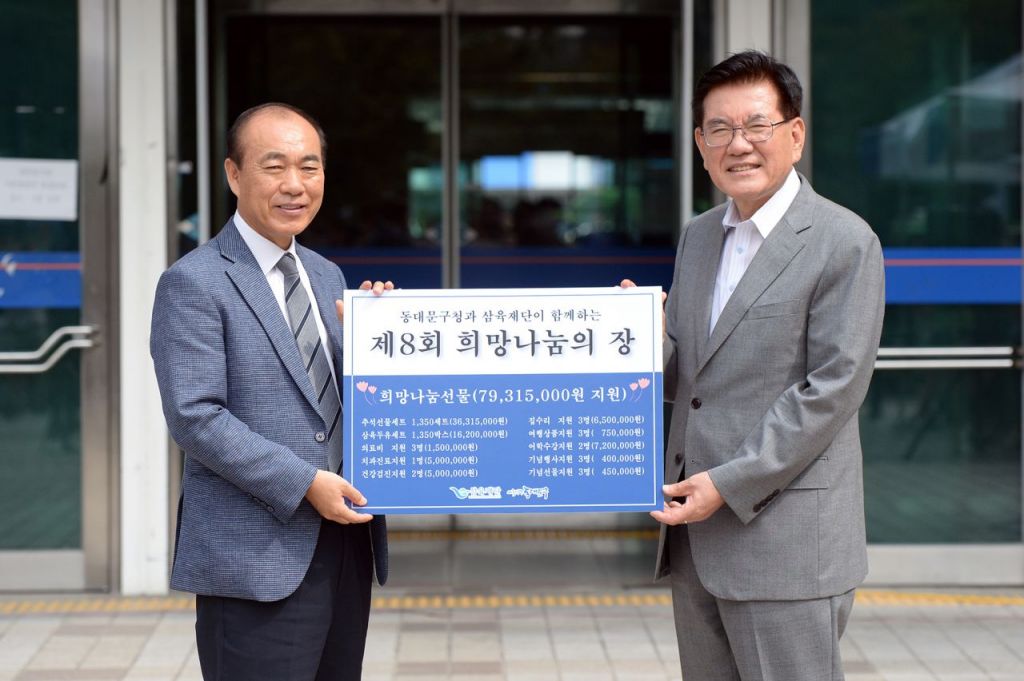 동대문구청과 삼육재단이 함께하는
제8회 희망나눔의 장
희망나눔선물(79,315,000원 지원)
추석선물세트 1,350세트(36,315,000원)
삼육두유세트 1,350박스(16,200,000원)
의료비 지원 3명(1,500,000원)
치과진료지원 1명(5,000,000원)
건강검진지원 2명(5,000,000원)
집수리 지원 3명(6,500,000원)
여행상품지원 3명( 750,000원)
어학수강지원 2명(7,200,000원)
기념행사지원 3명( 400,000원)
기념선물지원 3명( 450,000원)
삼육재단